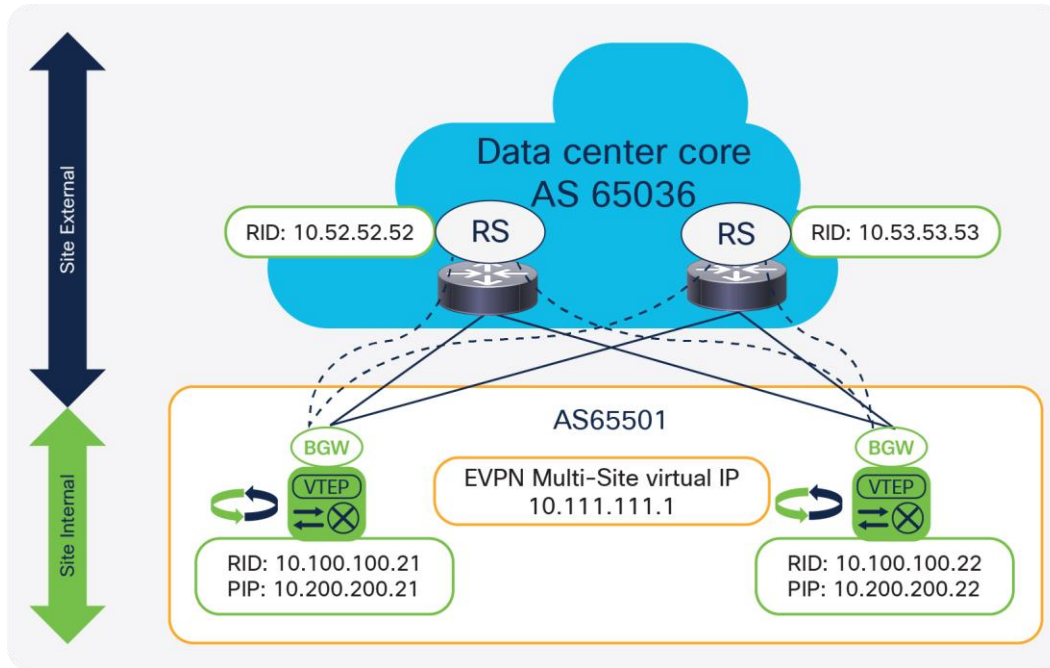 Site External
Data center core
AS 65036
RID: 10.52.52.52
RS
RS
RID: 10.53.53.53
Site Internal
AS65501
BGW
VTEP
EVPN Multi-Site virtual IP
10.111.111.1
BGW
VTEP
RID: 10.100.100.21
PIP: 10.200.200.21
RID: 10.100.100.22
PIP: 10.200.200.22